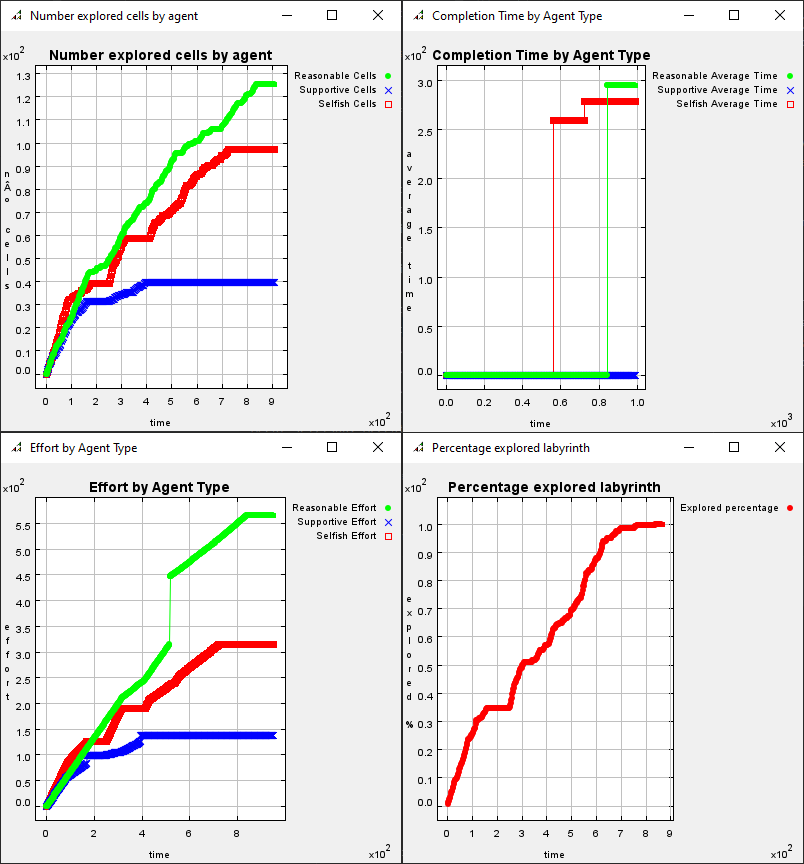 Number explored cells by agent
x10²
Number explored cells by agent
Reasonable Cells
Supportive Cells
Selfish Cells
1.3
1.2
1.1
1.0
0.9
0.8
0.7
0.6
0.5
0.4
0.3
0.2
0.1
0.0
nÂº cells
0 1 2 3 4 5 6 7 8 9
time
x10²
Completion Time by Agent Type
x10²
Completion Time by Agent Type
Reasonable Average Time
Supportive Average Time
Selfish Average Time
3.0
2.5
2.0
1.5
1.0
0.5
0.0
average time
0.0 0.2 0.4 0.6 0.8 1.0
time
x10³
Effort by Agent Type
x10²
Effort by Agent Type
Reasonable Effort
Supportive Effort
Selfish Effort
5.5
5.0
4.5
4.0
3.5
3.0
2.5
2.0
1.5
1.0
0.5
0.0
effort
0 2 4 6 8
time
x10²
Percentage explored labyrinth
x10²
Percentage explored labyrinth
Explored percentage
1.0
0.9
0.8
0.7
0.6
0.5
0.4
0.3
0.2
0.1
0.0
explored %
0 1 2 3 4 5 6 7 8 9
time
x10²